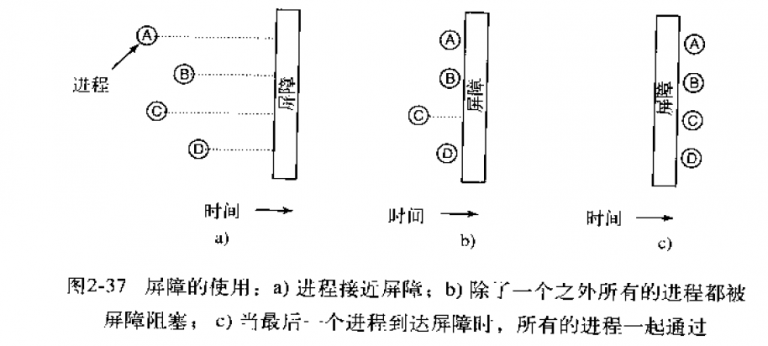 A
进程
B
C
D
屏障
时间
a)
A
B
C
D
屏障
时间
b)
屏障
A
B
C
D
时间
c)
图2-37 屏障的使用：a) 进程接近屏障；b) 除了一个之外所有的进程都被
屏障阻塞； c) 当最后一个进程到达屏障时，所有的进程一起通过